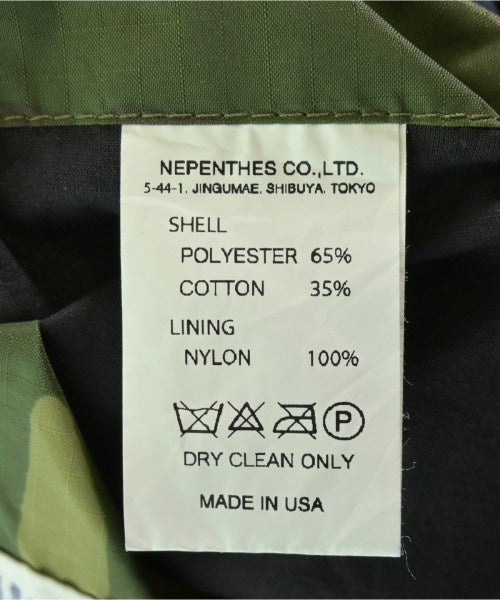 NEPENTHES CO.,LTD.
5-44-1, JINGUMAE, SHIBUYA, TOKYO
SHELL
POLYESTER 65%
COTTON 35%
LINING
NYLON 100%
P
DRY CLEAN ONLY
MADE IN USA